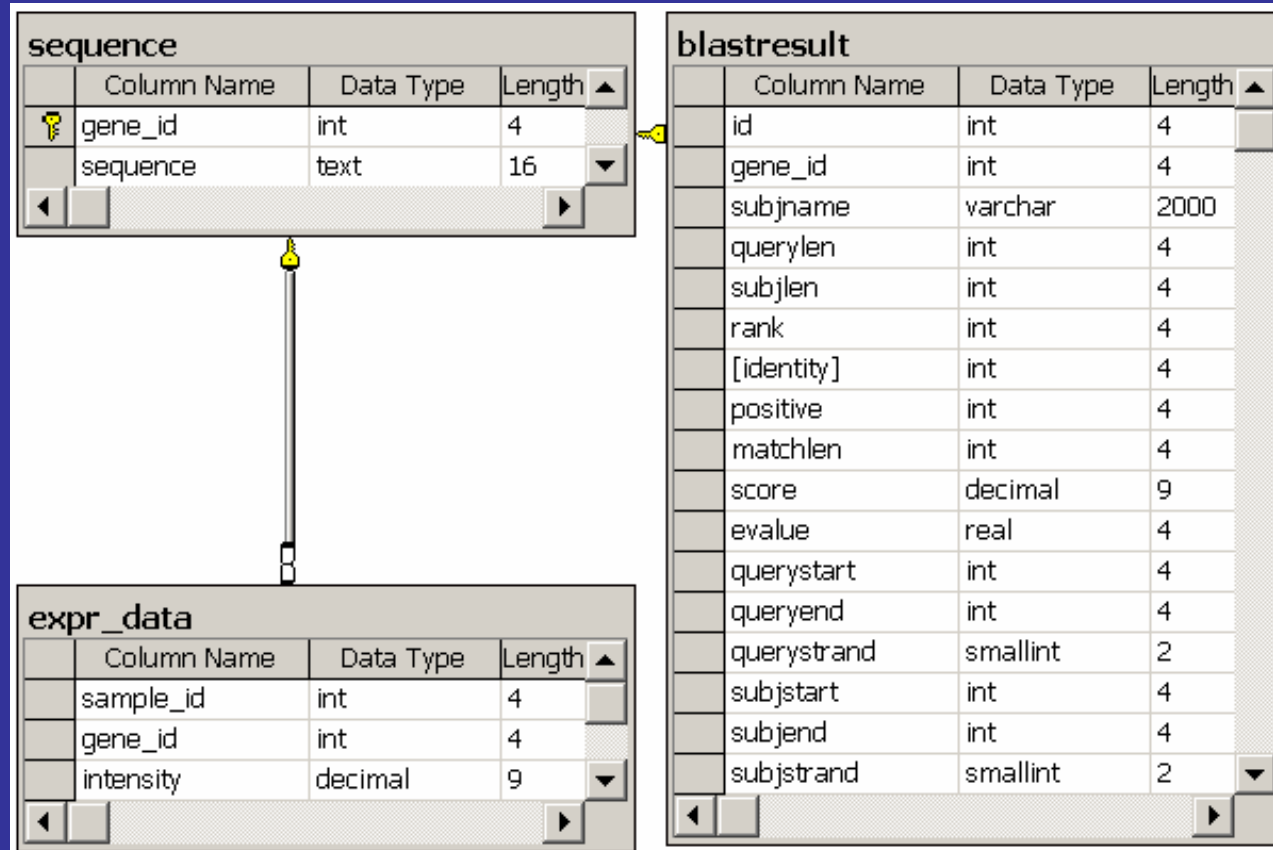 sequence
Column Name Data Type Length
gene_id int 4
sequence text 16
expr_data
Column Name Data Type Length
sample_id int 4
gene_id int 4
intensity decimal 9
blastresult
Column Name Data Type Length
id int 4
gene_id int 4
subjname varchar 2000
querylen int 4
subjlen int 4
rank int 4
[identity] int 4
positive int 4
matchlen int 4
score decimal 9
evalue real 4
querystart int 4
queryend int 4
querystrand smallint 2
subjstart int 4
subjend int 4
subjstrand smallint 2